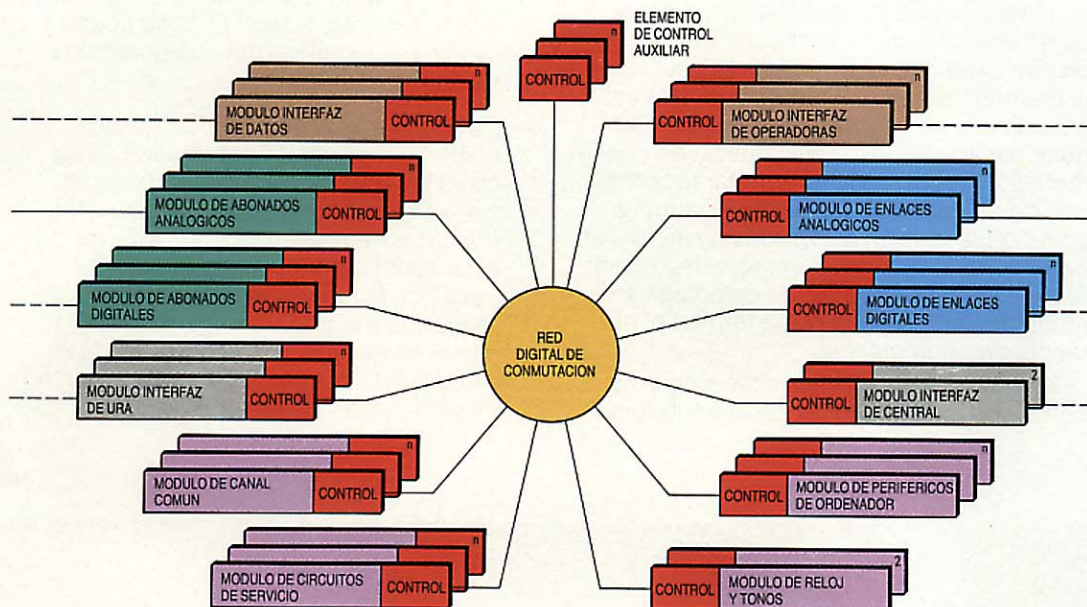 n
ELEMENTO
DE CONTROL
AUXILIAR
CONTROL
n
MODULO INTERFAZ
DE DATOS
CONTROL
n
CONTROL
MODULO INTERFAZ
DE OPERADORAS
n
MODULO DE ABONADOS
ANALOGICOS
CONTROL
n
CONTROL
MODULO DE ENLACES
ANALOGICOS
n
MODULO DE ABONADOS
DIGITALES
CONTROL
n
CONTROL
MODULO DE ENLACES
DIGITALES
RED
DIGITAL DE
CONMUTACION
n
MODULO INTERFAZ
DE URA
CONTROL
2
CONTROL
MODULO INTERFAZ
DE CENTRAL
n
MODULO DE CANAL
COMUN
CONTROL
n
CONTROL
MODULO DE PERIFERICOS
DE ORDENADOR
n
MODULO DE CIRCUITOS
DE SERVICIO
CONTROL
2
CONTROL
MODULO DE RELOJ
Y TONOS